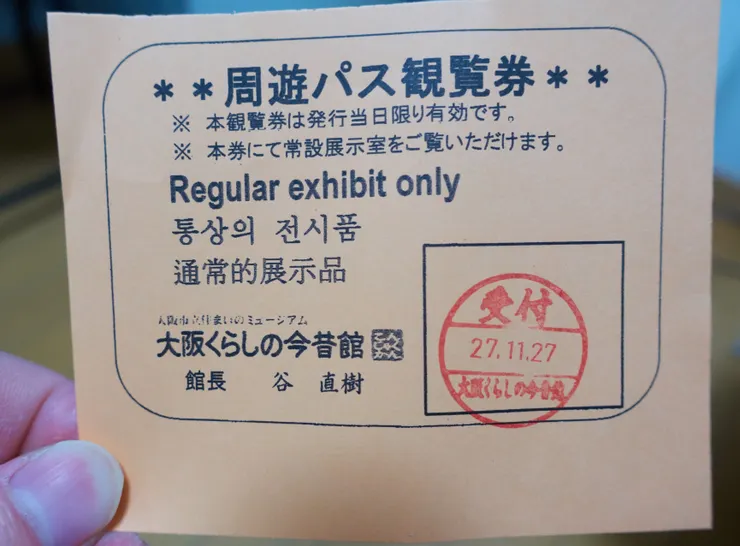 ＊＊周遊パス観覧券＊＊
※ 本観覧券は発行当日限り有効です。
※ 本券にて常設展示室をご覧いただけます。
Regular exhibit only
통상의 전시품
通常的展示品
大阪市立住まいのミュージアム
大阪くらしの今昔館
館長 谷 直樹
受付
27.11.27
大阪くらしの今昔館